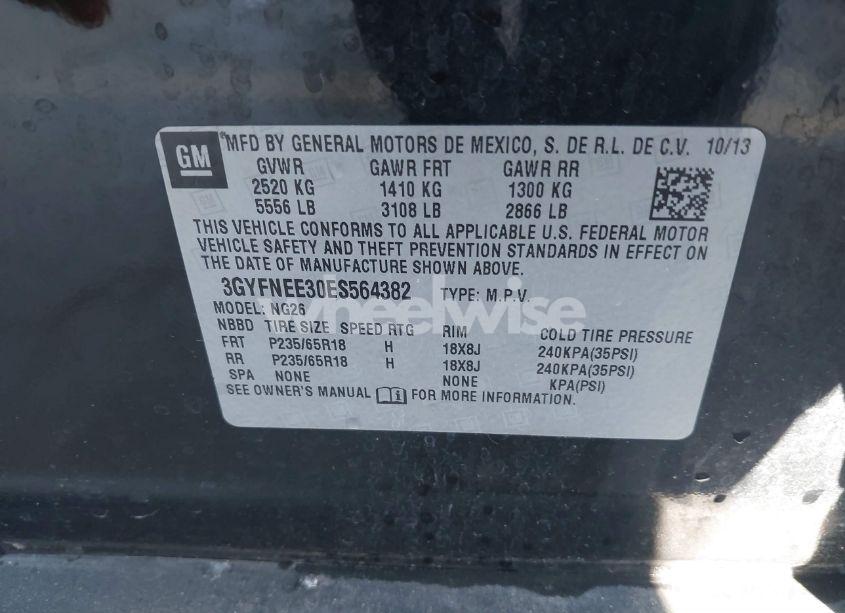 GM
MFD BY GENERAL MOTORS DE MEXICO, S. DE R.L. DE C.V. 10/13
GVWR GAWR FRT GAWR RR
2520 KG 1410 KG 1300 KG
5556 LB 3108 LB 2866 LB
THIS VEHICLE CONFORMS TO ALL APPLICABLE U.S. FEDERAL MOTOR
VEHICLE SAFETY AND THEFT PREVENTION STANDARDS IN EFFECT ON
THE DATE OF MANUFACTURE SHOWN ABOVE.
3GYFNEE30ES564382 TYPE: M.P.V.
wheelwise
MODEL: NG26
NBBD TIRE SIZE SPEED RTG RIM COLD TIRE PRESSURE
FRT P235/65R18 H 18X8J 240KPA(35PSI)
RR P235/65R18 H 18X8J 240KPA(35PSI)
SPA NONE NONE KPA(PSI)
SEE OWNER'S MANUAL FOR MORE INFORMATION.